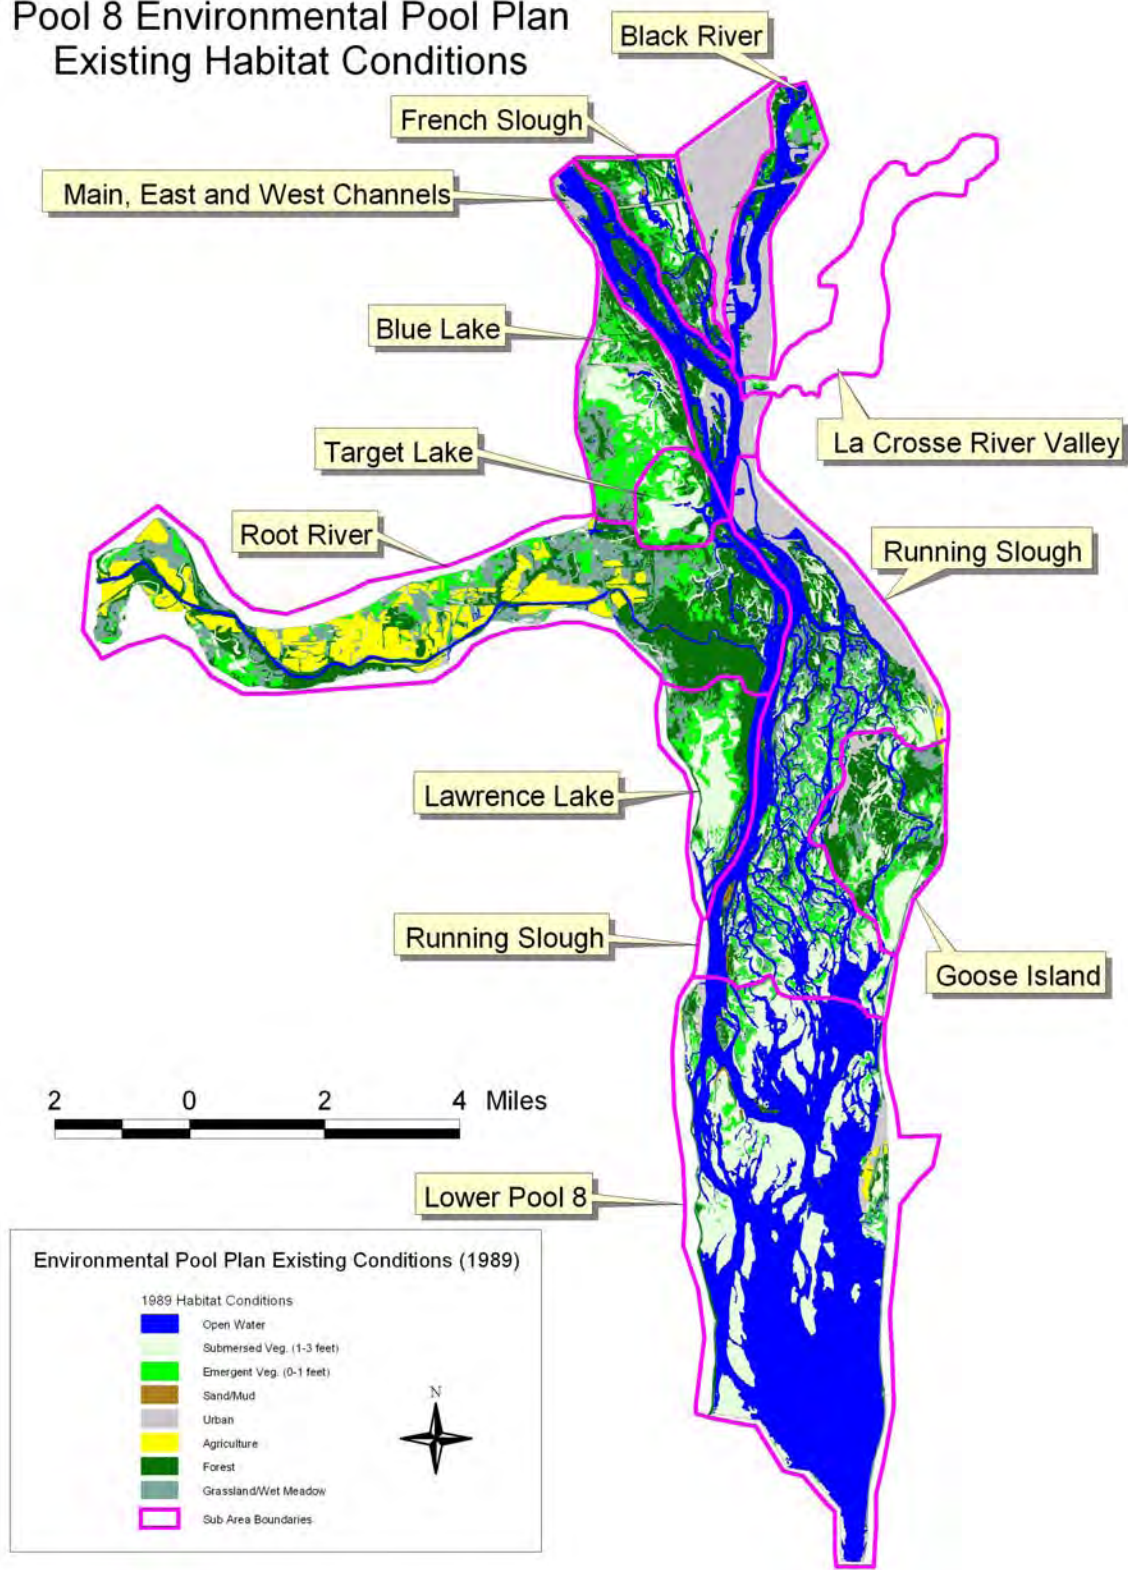 Pool 8 Environmental Pool Plan
Existing Habitat Conditions
Black River
French Slough
Main, East and West Channels
Blue Lake
La Crosse River Valley
Target Lake
Root River
Running Slough
Lawrence Lake
Running Slough
Goose Island
2 0 2 4 Miles
Lower Pool 8
Environmental Pool Plan Existing Conditions (1989)
1989 Habitat Conditions
Open Water
Submersed Veg. (1-3 feet)
Emergent Veg. (0-1 feet)
Sand/Mud
Urban
Agriculture
Forest
Grassland/Wet Meadow
Sub Area Boundaries
N